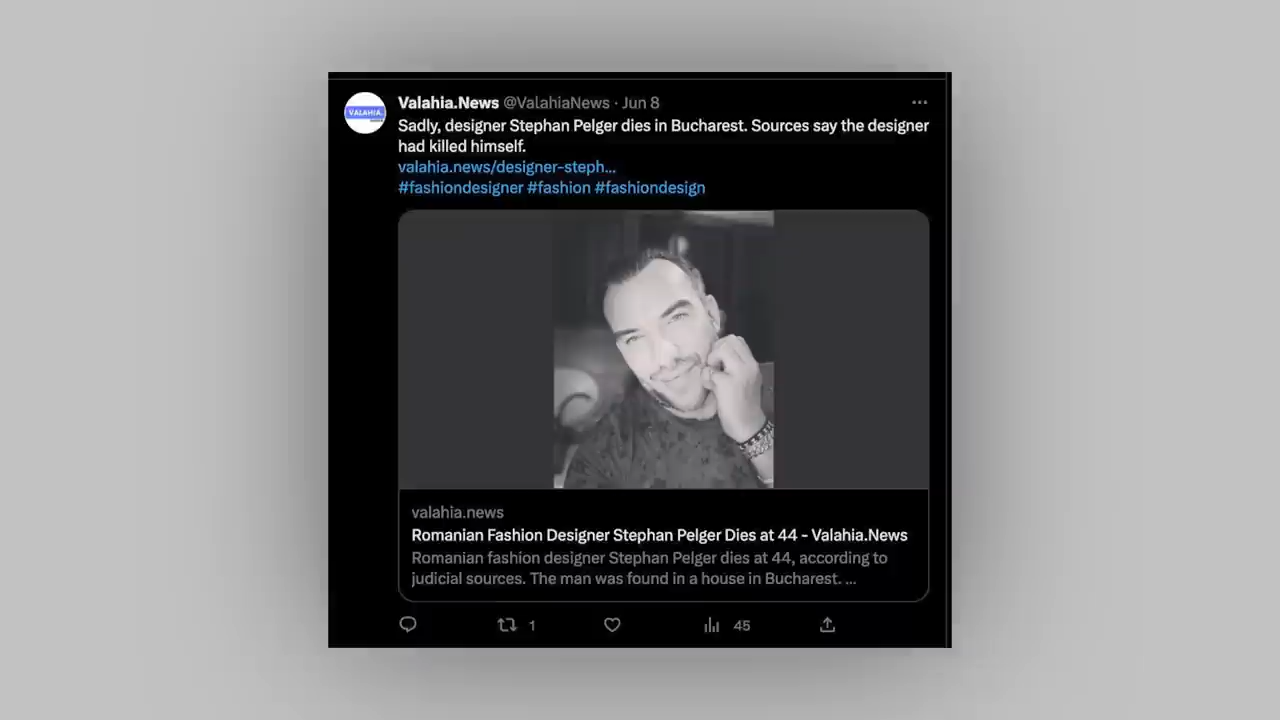 VALAHIA.
Valahia.News @ValahiaNews · Jun 8
Sadly, designer Stephan Pelger dies in Bucharest. Sources say the designer
had killed himself.
valahia.news/designer-steph...
#fashiondesigner #fashion #fashiondesign
valahia.news
Romanian Fashion Designer Stephan Pelger Dies at 44 - Valahia.News
Romanian fashion designer Stephan Pelger dies at 44, according to
judicial sources. The man was found in a house in Bucharest. ...
1
45